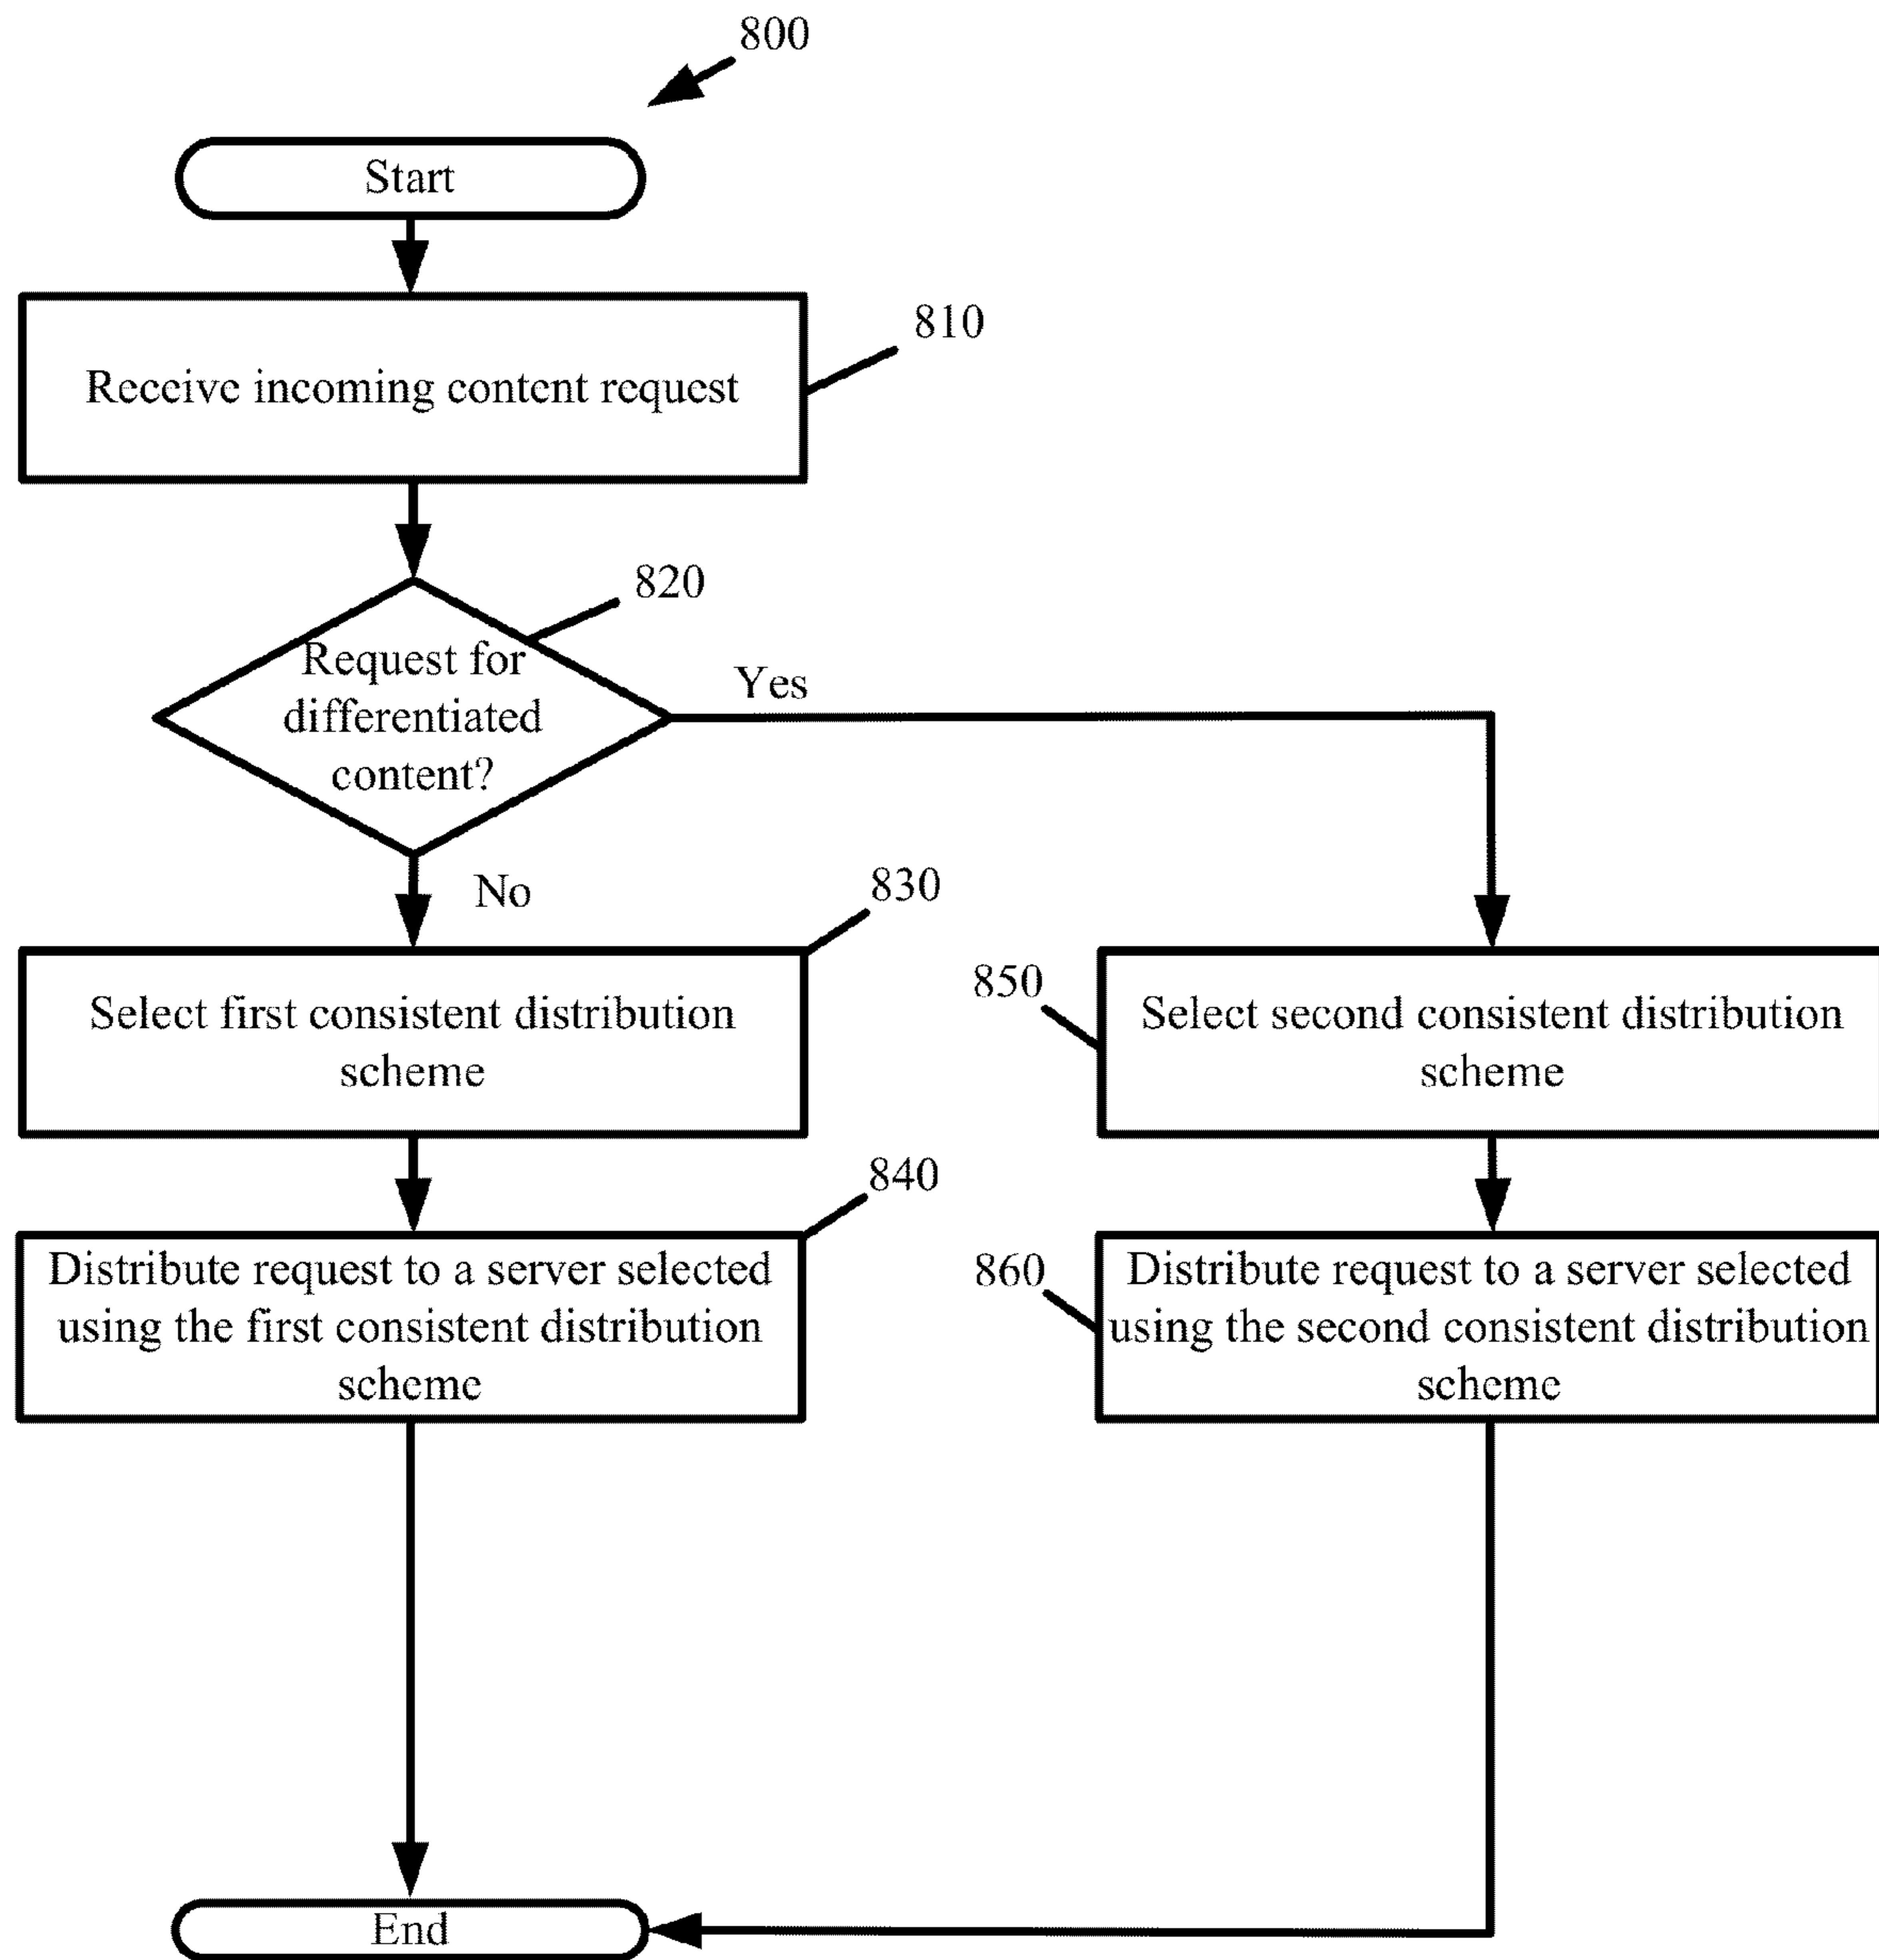 800
Start
810
Receive incoming content request
820
Request for
differentiated
content?
Yes
No
830
Select first consistent distribution
scheme
850
Select second consistent distribution
scheme
840
Distribute request to a server selected
using the first consistent distribution
scheme
860
Distribute request to a server selected
using the second consistent distribution
scheme
End